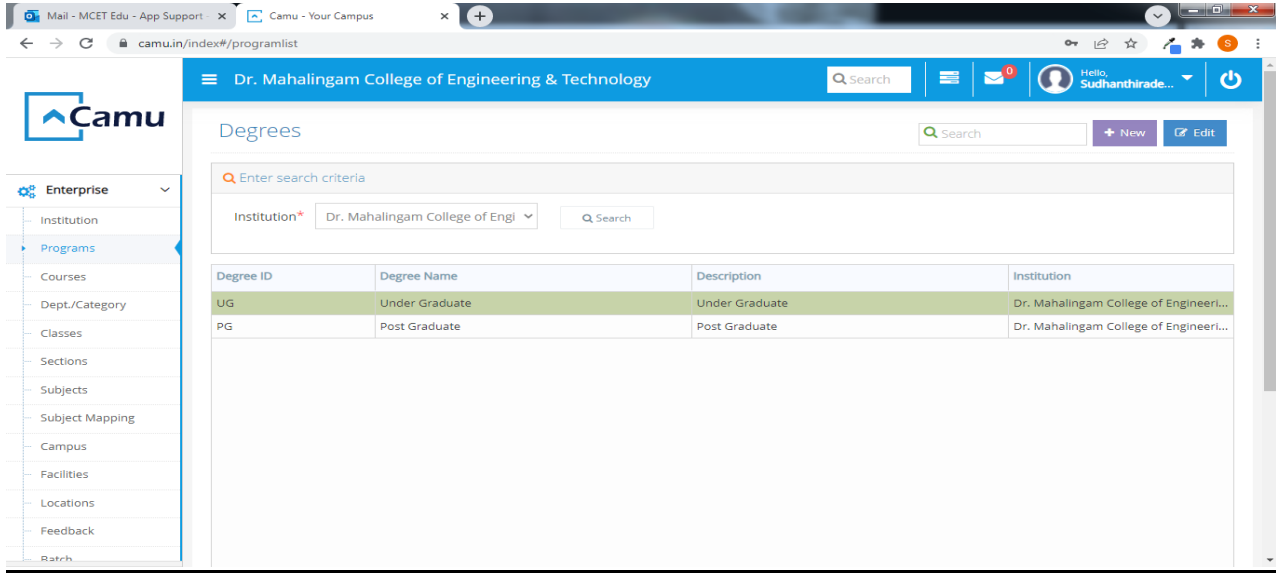 Mail - MCET Edu - App Support - Camu - Your Campus
camu.in/index#/programlist S
Camu
Dr. Mahalingam College of Engineering & Technology Search 0 Hello, Sudhanthirade...
Degrees Search + New Edit
Enter search criteria
Institution* Dr. Mahalingam College of Engi Search
Degree ID Degree Name Description Institution
UG Under Graduate Under Graduate Dr. Mahalingam College of Engineeri...
PG Post Graduate Post Graduate Dr. Mahalingam College of Engineeri...
Enterprise
Institution
Programs
Courses
Dept./Category
Classes
Sections
Subjects
Subject Mapping
Campus
Facilities
Locations
Feedback
Batch